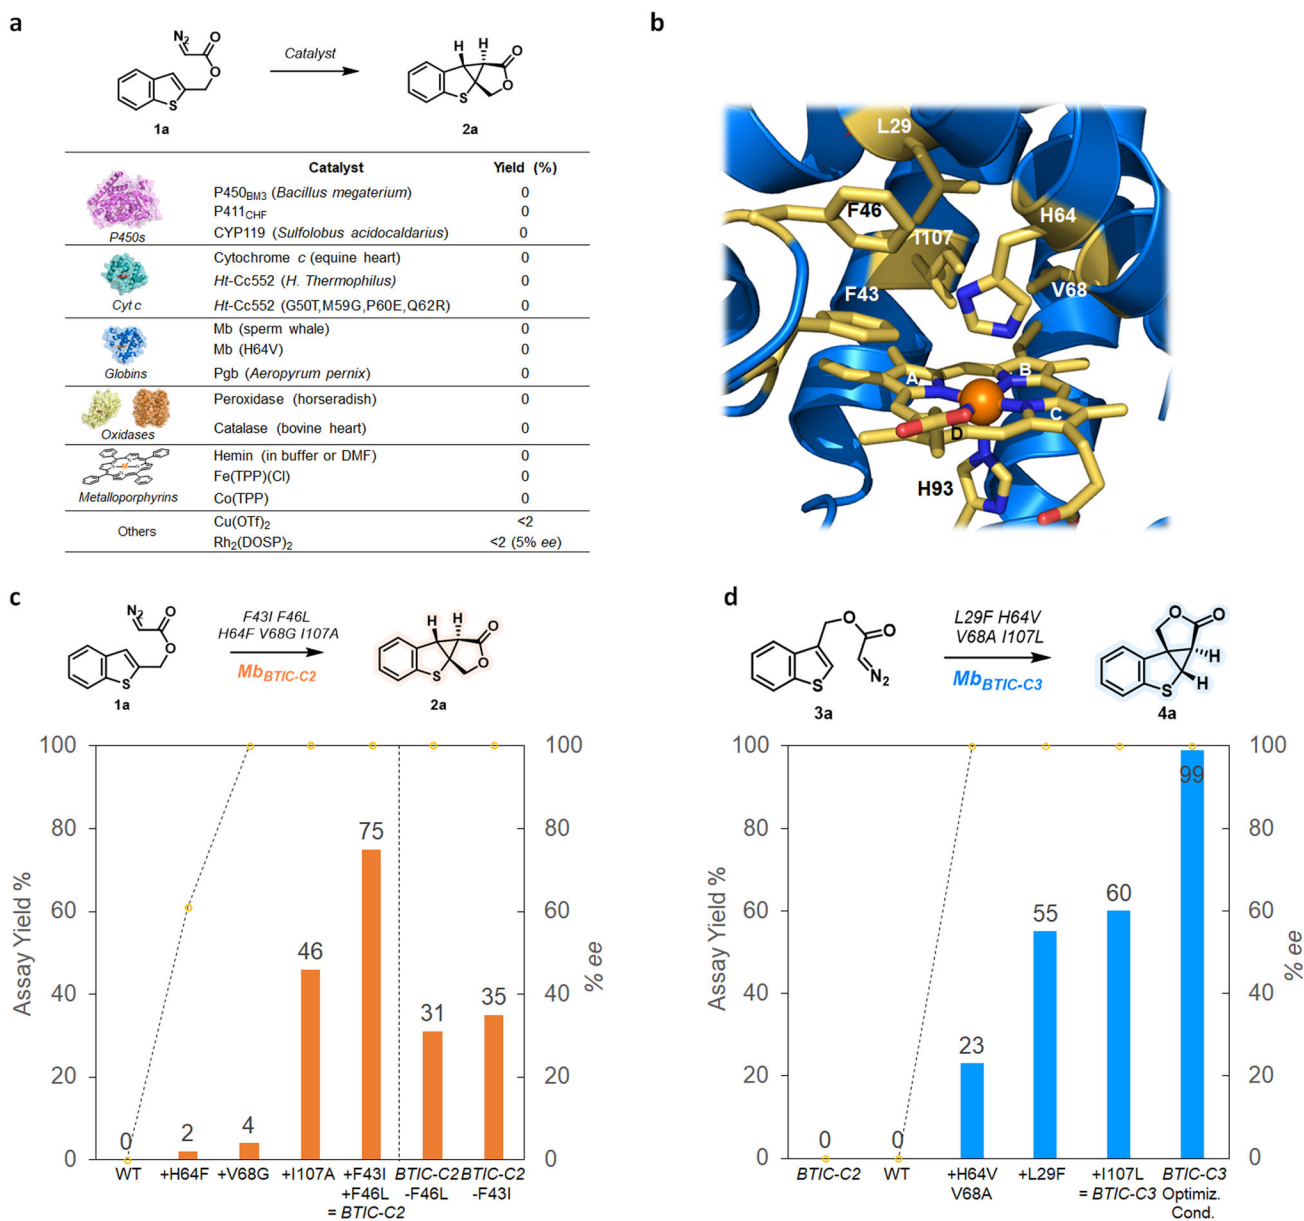 a
N₂
O
O
S
1a
Catalyst
H
H
O
O
S
2a
Catalyst Yield (%)
P450BM3 (Bacillus megaterium) 0
P411CHF 0
CYP119 (Sulfolobus acidocaldarius) 0
P450s
Cytochrome c (equine heart) 0
Ht-Cc552 (H. Thermophilus) 0
Ht-Cc552 (G50T,M59G,P60E,Q62R) 0
Cyt c
Mb (sperm whale) 0
Mb (H64V) 0
Pgb (Aeropyrum pernix) 0
Globins
Peroxidase (horseradish) 0
Catalase (bovine heart) 0
Oxidases
Hemin (in buffer or DMF) 0
Fe(TPP)(Cl) 0
Co(TPP) 0
Metalloporphyrins
Cu(OTf)₂ <2
Others
Rh₂(DOSP)₂ <2 (5% ee)
b
L29
F46
H64
I107
F43
V68
A
B
C
D
H93
c
N₂
O
O
S
1a
F43I F46L
H64F V68G I107A
MbBTIC-C2
H
H
O
O
S
2a
Assay Yield %
100
80
60
40
20
0
0
2
4
46
75
31
35
100
80
60
40
20
0
% ee
WT
+H64F
+V68G
+I107A
+F43I
+F46L
= BTIC-C2
BTIC-C2
-F46L
BTIC-C2
-F43I
d
O
O
N₂
S
3a
L29F H64V
V68A I107L
MbBTIC-C3
O
O
H
H
S
4a
Assay Yield %
100
80
60
40
20
0
0
0
23
55
60
99
100
80
60
40
20
0
% ee
BTIC-C2
WT
+H64V
V68A
+L29F
+I107L
= BTIC-C3
BTIC-C3
Optimiz.
Cond.